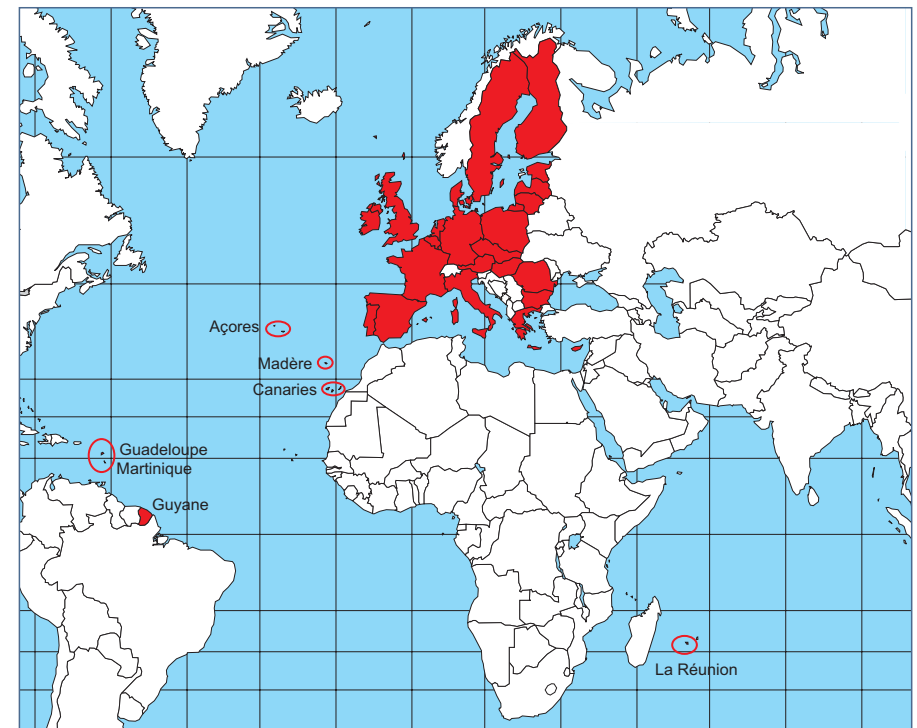 Açores
Madère
Canaries
Guadeloupe
Martinique
Guyane
La Réunion